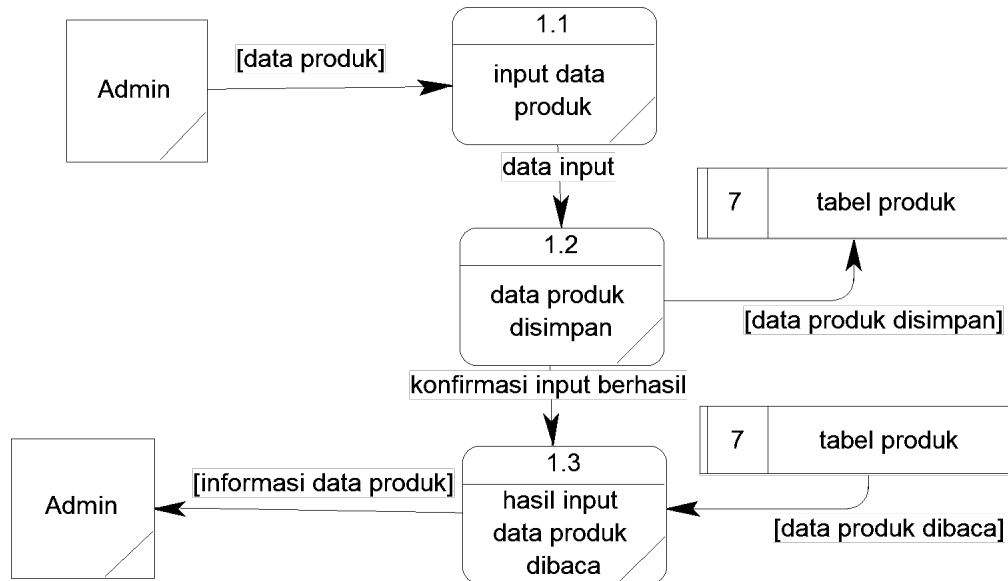 1.1
[data produk]
Admin
input data
produk
data input
7
tabel produk
1.2
data produk
disimpan
[data produk disimpan]
konfirmasi input berhasil
7
tabel produk
1.3
[informasi data produk]
Admin
hasil input
data produk
dibaca
[data produk dibaca]